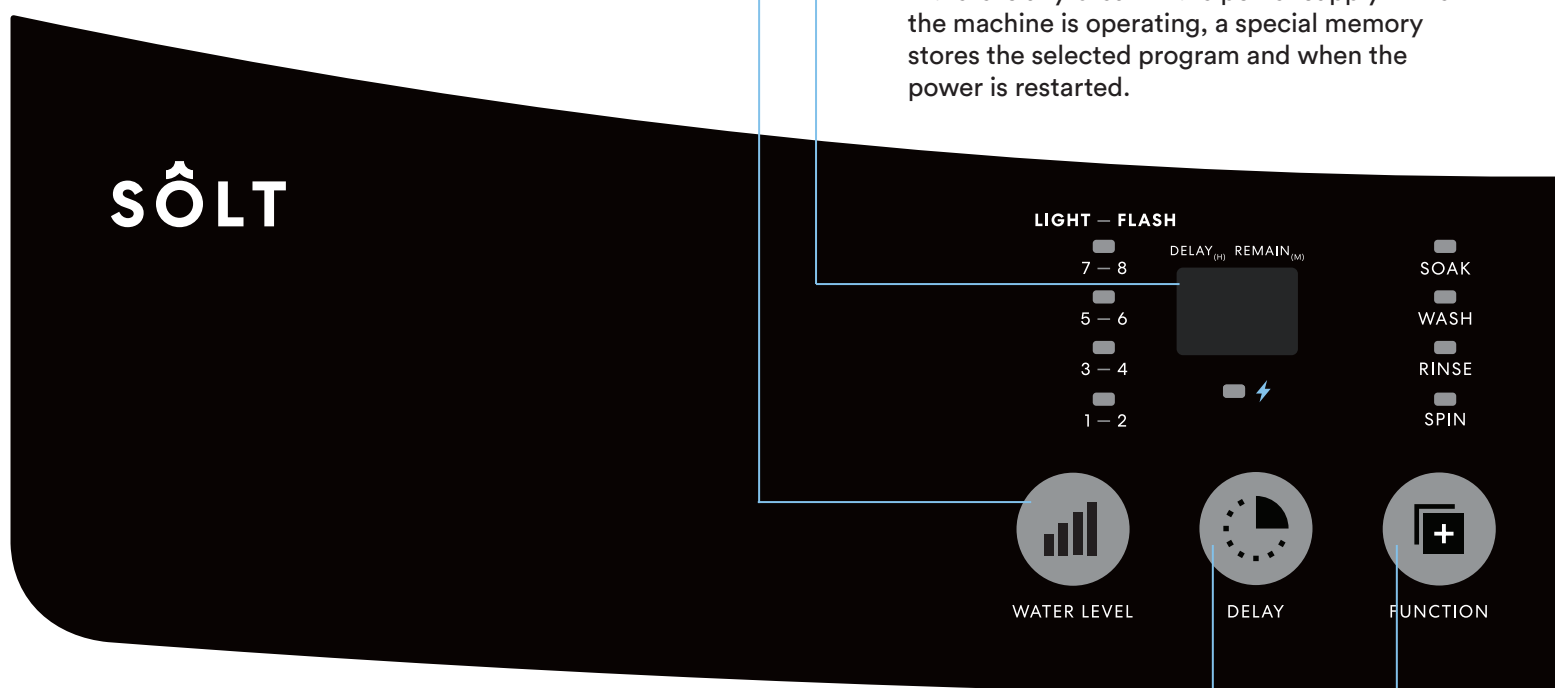 the machine is operating, a special memory
stores the selected program and when the
power is restarted.
SÔLT
LIGHT — FLASH
DELAY(H) REMAIN(M)
7 — 8
5 — 6
3 — 4
1 — 2
SOAK
WASH
RINSE
SPIN
WATER LEVEL
DELAY
FUNCTION